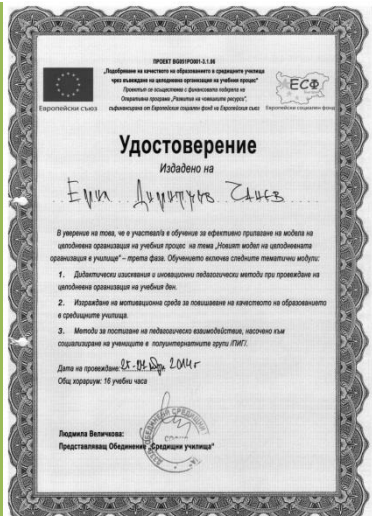 ПРОЕКТ BG051PO001-3.1.06
„Подобряване на качеството на образованието в средищните училища
чрез въвеждане на целодневна организация на учебния процес"
Проектът се осъществява с финансовата подкрепа на
Оперативна програма „Развитие на човешките ресурси",
съфинансирана от Европейския социален фонд на Европейския съюз
Европейски съюз
ЕСФ
Европейски социален фонд
Удостоверение
Издадено на
Димитров
В уверение на това, че е участвал/а в обучение за ефективно прилагане на модела на
целодневна организация на учебния процес на тема „Новият модел на целодневната
организация в училище" – трета фаза. Обучението включва следните тематични модули:
1. Дидактически изисквания и иновационни педагогически методи при провеждане на
целодневна организация на учебния ден.
2. Изграждане на мотивационна среда за повишаване на качеството на образованието
в средищните училища.
3. Методи за постигане на педагогическо взаимодействие, насочено към
социализиране на учениците в полуинтернатните групи /ПИГ/.
Дата на провеждане: 2014 г
Общ хорариум: 16 учебни часа
Людмила Величкова:
Представляващ Обединение „Средищни училища"